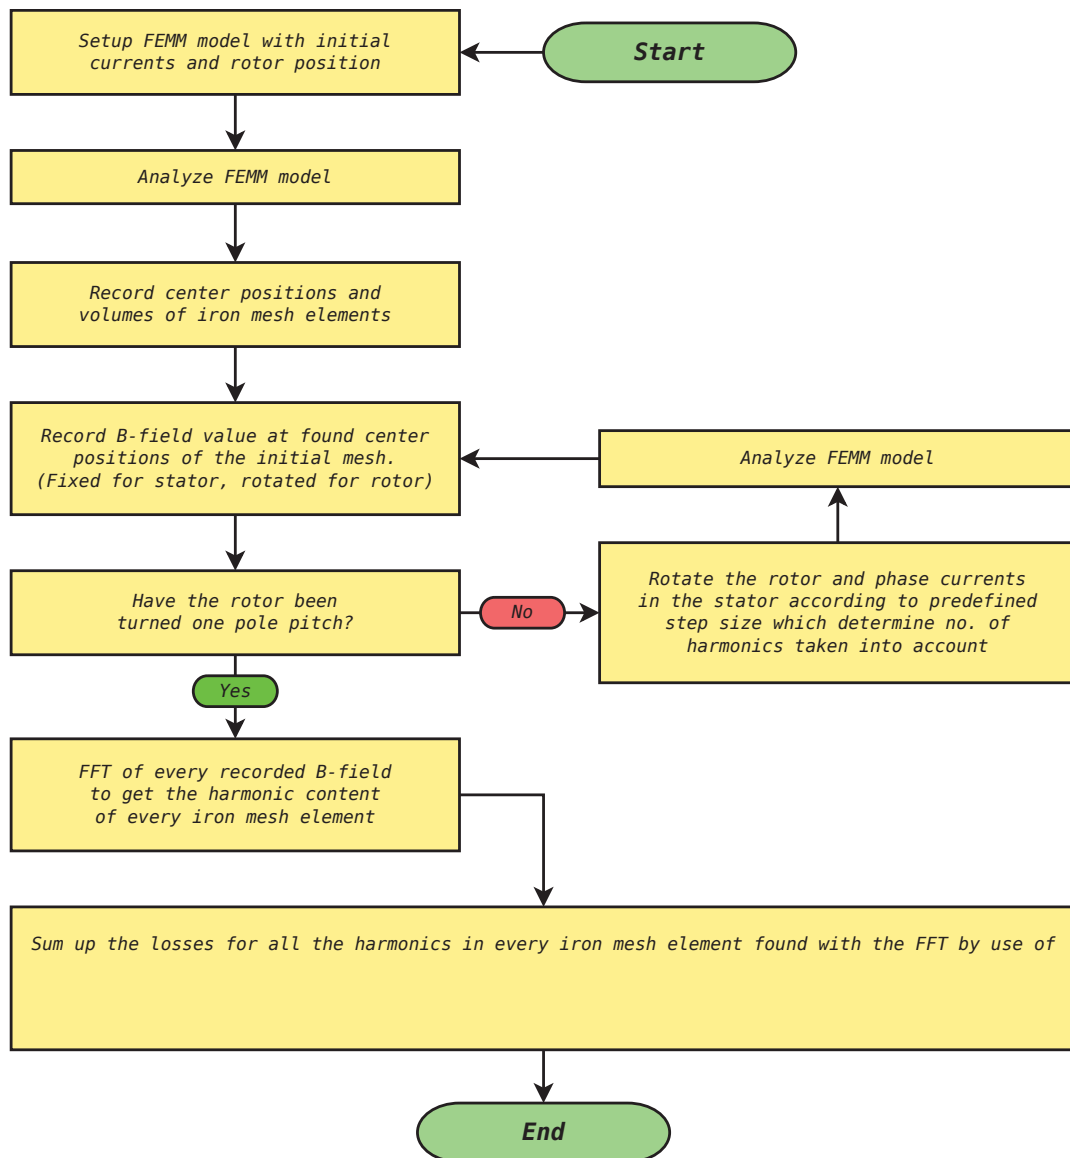 Start
Setup FEMM model with initial
currents and rotor position
Analyze FEMM model
Record center positions and
volumes of iron mesh elements
Record B-field value at found center
positions of the initial mesh.
(Fixed for stator, rotated for rotor)
Analyze FEMM model
Have the rotor been
turned one pole pitch?
No
Rotate the rotor and phase currents
in the stator according to predefined
step size which determine no. of
harmonics taken into account
Yes
FFT of every recorded B-field
to get the harmonic content
of every iron mesh element
Sum up the losses for all the harmonics in every iron mesh element found with the FFT by use of
End